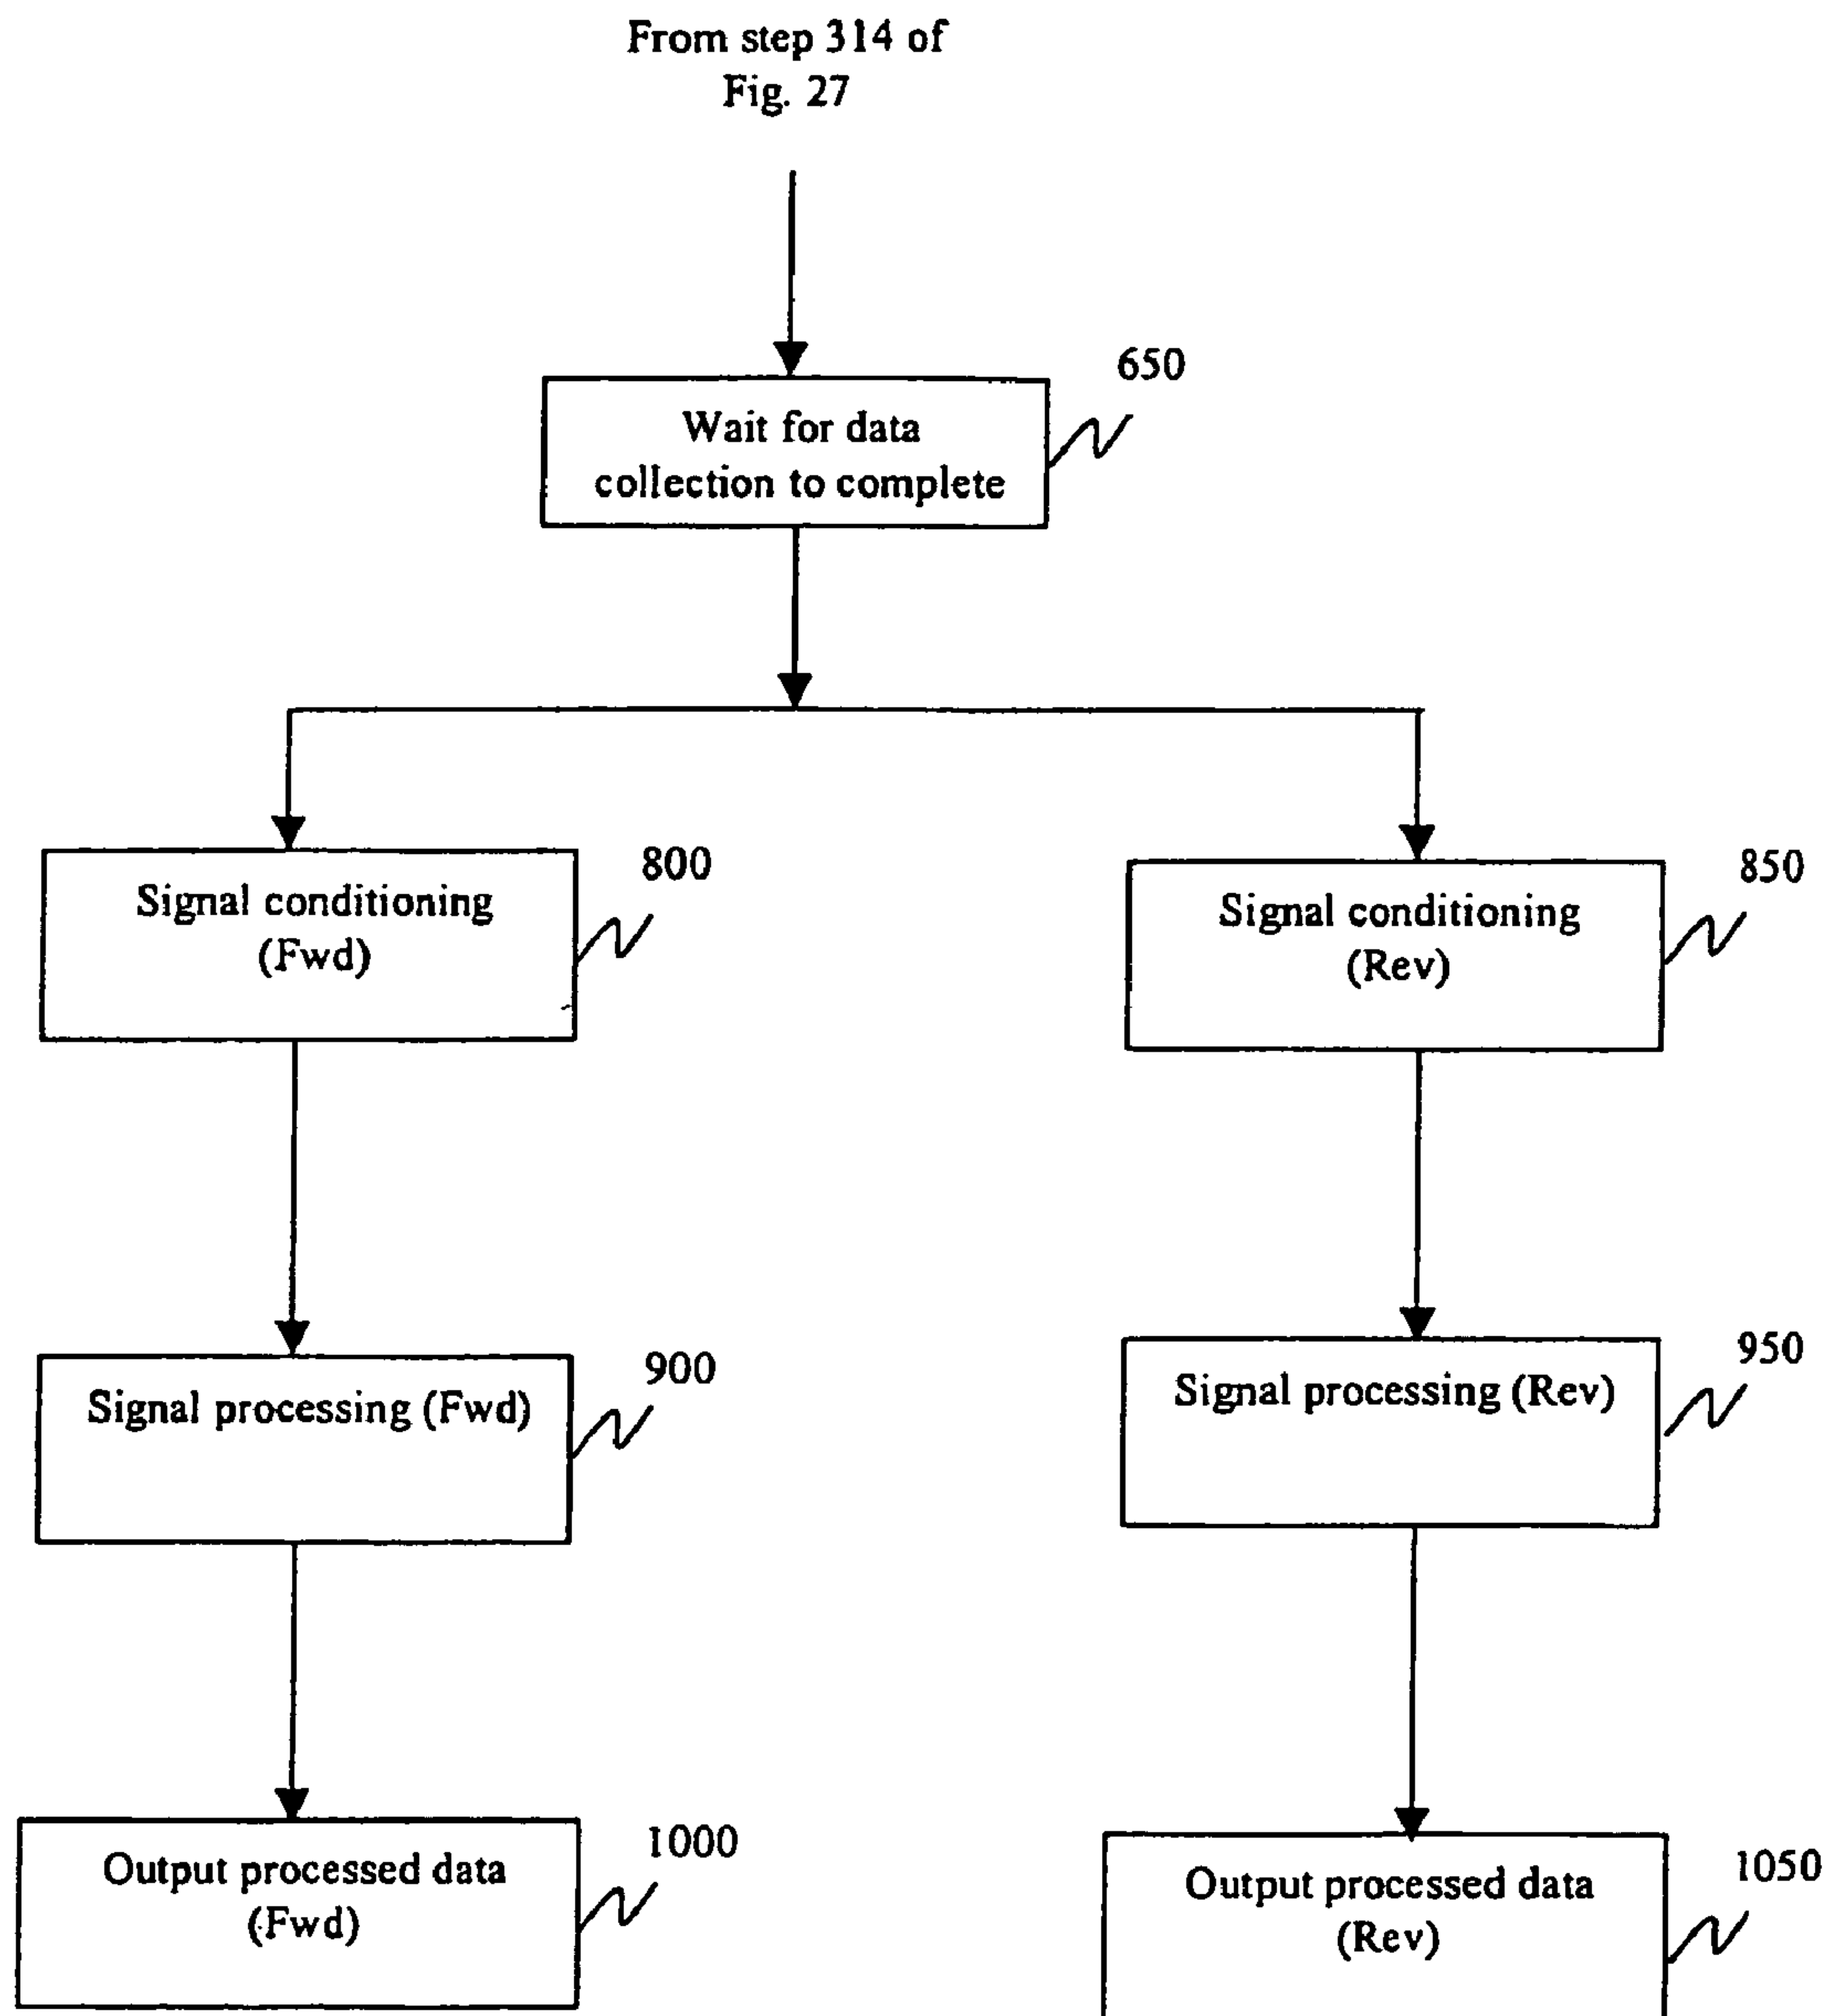 From step 314 of
Fig. 27
650
Wait for data
collection to complete
800
Signal conditioning
(Fwd)
850
Signal conditioning
(Rev)
900
Signal processing (Fwd)
950
Signal processing (Rev)
1000
Output processed data
(Fwd)
1050
Output processed data
(Rev)